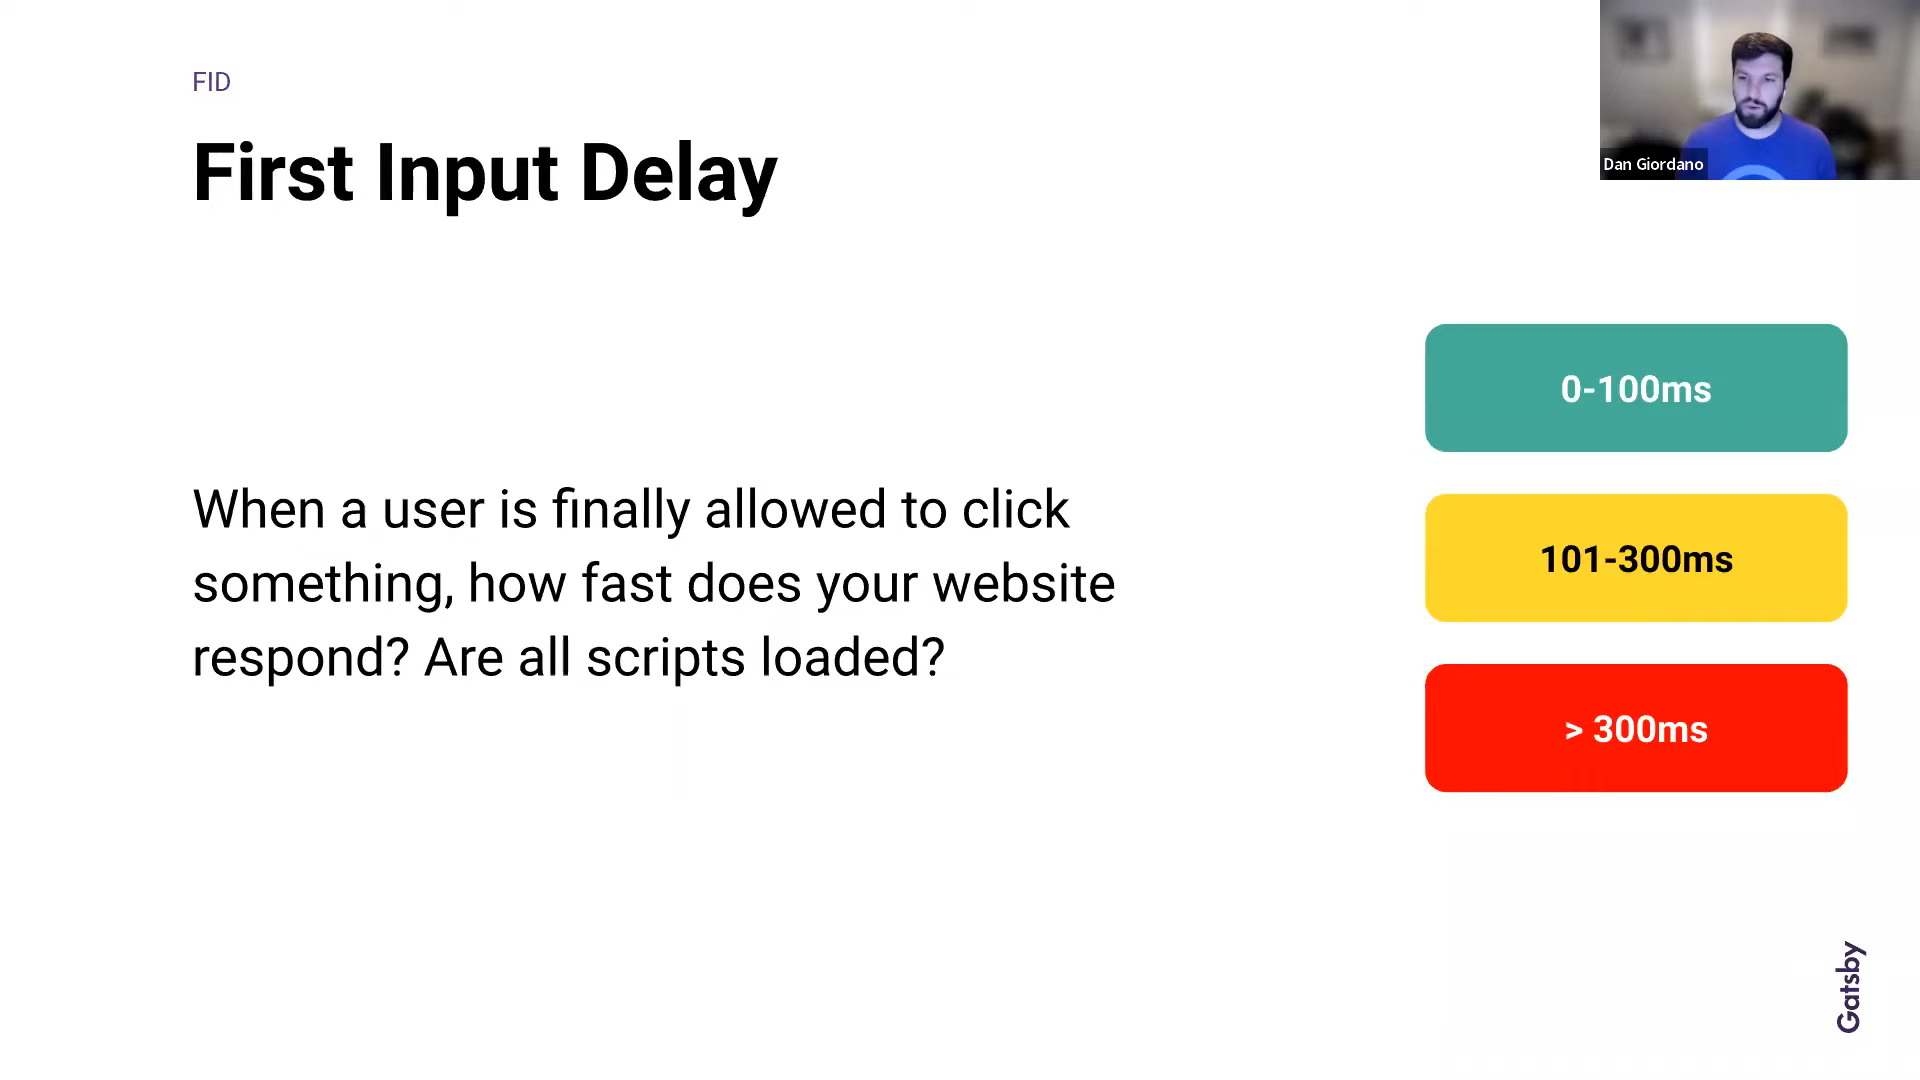 FID
First Input Delay
Dan Giordano
When a user is finally allowed to click
something, how fast does your website
respond? Are all scripts loaded?
0-100ms
101-300ms
> 300ms
Gatsby